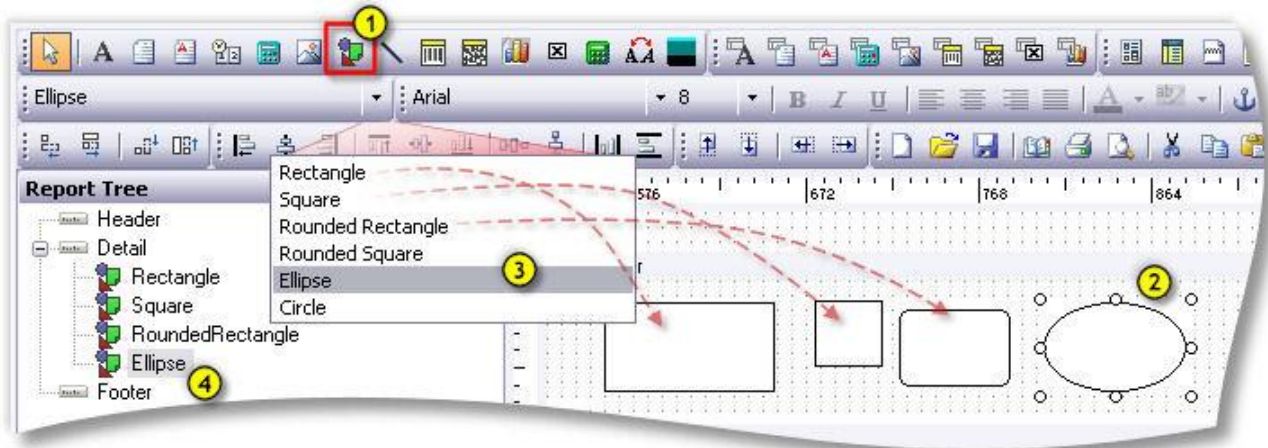 1
A A A A
Ellipse Arial 8 B I U A ab
576 672 768 864
Report Tree
Header
Detail
Rectangle
Square
RoundedRectangle
Ellipse
4
Footer
Rectangle
Square
Rounded Rectangle
Rounded Square
Ellipse
3
Circle
2